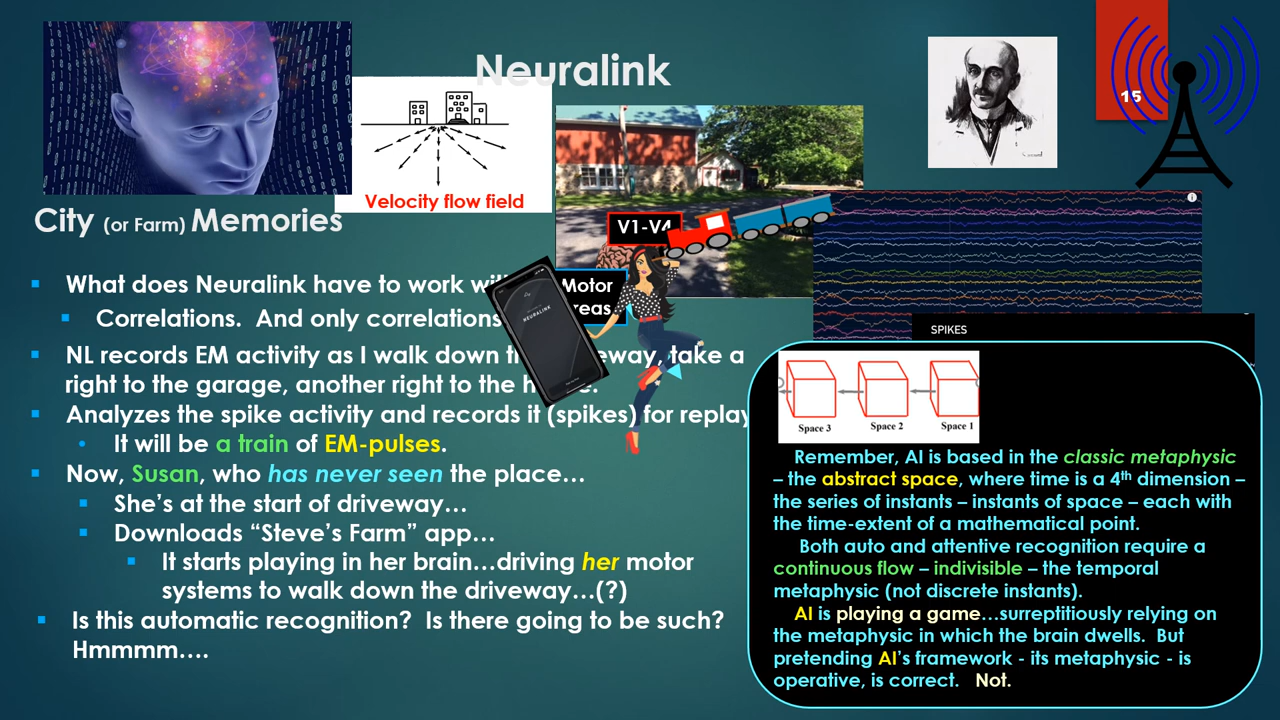 Neuralink
15
Velocity flow field
City (or Farm) Memories
V1-V4
Motor
reas
NEURALINK
SPIKES
What does Neuralink have to work wit
Correlations. And only correlations
NL records EM activity as I walk down t eway, take a
right to the garage, another right to the h e.
Analyzes the spike activity and records it (spikes) for replay
It will be a train of EM-pulses.
Now, Susan, who has never seen the place…
She’s at the start of driveway…
Downloads “Steve’s Farm” app…
It starts playing in her brain…driving her motor
systems to walk down the driveway…(?)
Is this automatic recognition? Is there going to be such?
Hmmmm….
Space 3 Space 2 Space 1
Remember, AI is based in the classic metaphysic
– the abstract space, where time is a 4th dimension –
the series of instants – instants of space – each with
the time-extent of a mathematical point.
Both auto and attentive recognition require a
continuous flow – indivisible – the temporal
metaphysic (not discrete instants).
AI is playing a game…surreptitiously relying on
the metaphysic in which the brain dwells. But
pretending AI’s framework - its metaphysic - is
operative, is correct. Not.